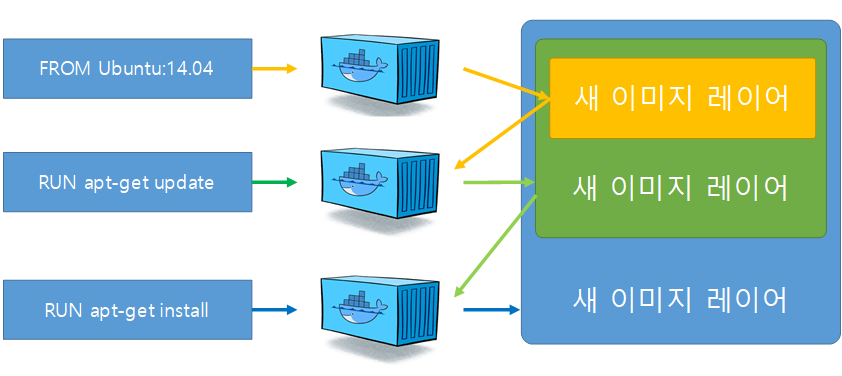 FROM Ubuntu:14.04
새 이미지 레이어
RUN apt-get update
새 이미지 레이어
RUN apt-get install
새 이미지 레이어